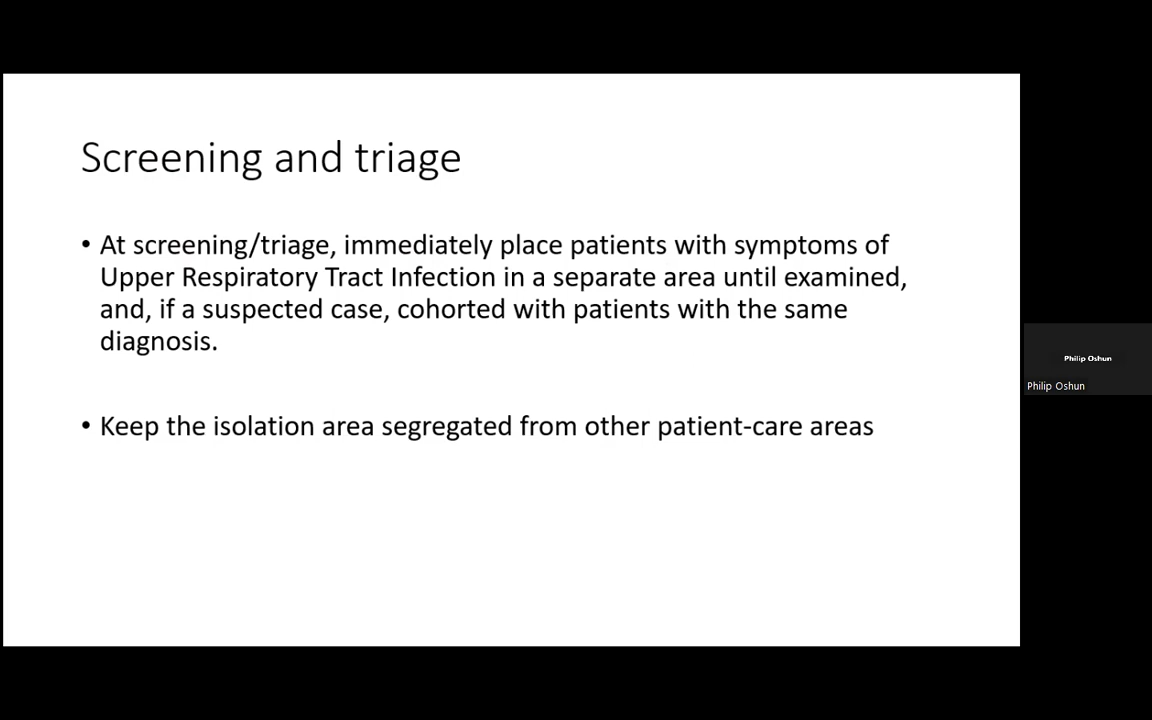 Screening and triage
• At screening/triage, immediately place patients with symptoms of
Upper Respiratory Tract Infection in a separate area until examined,
and, if a suspected case, cohorted with patients with the same
diagnosis.
• Keep the isolation area segregated from other patient-care areas
Philip Oshun
Philip Oshun